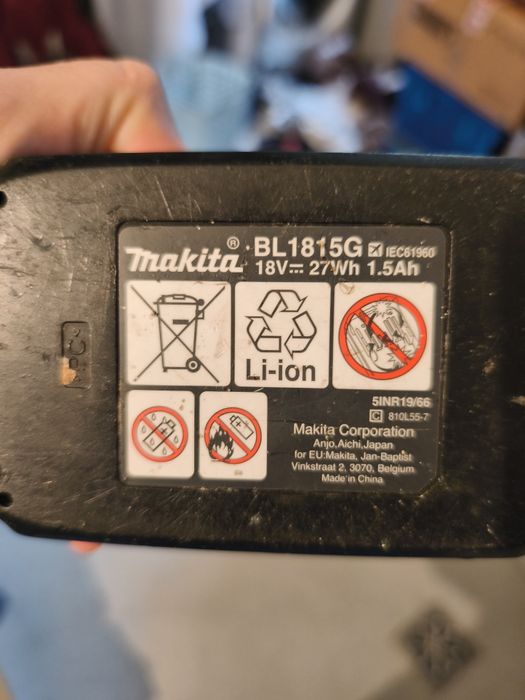 makita® BL1815G IEC61960
18V 27Wh 1.5Ah
Li-ion
5INR19/66
C 810L55-7
Makita Corporation
Anjo,Aichi,Japan
for EU:Makita, Jan-Baptist
Vinkstraat 2, 3070, Belgium
Made in China
>PC<